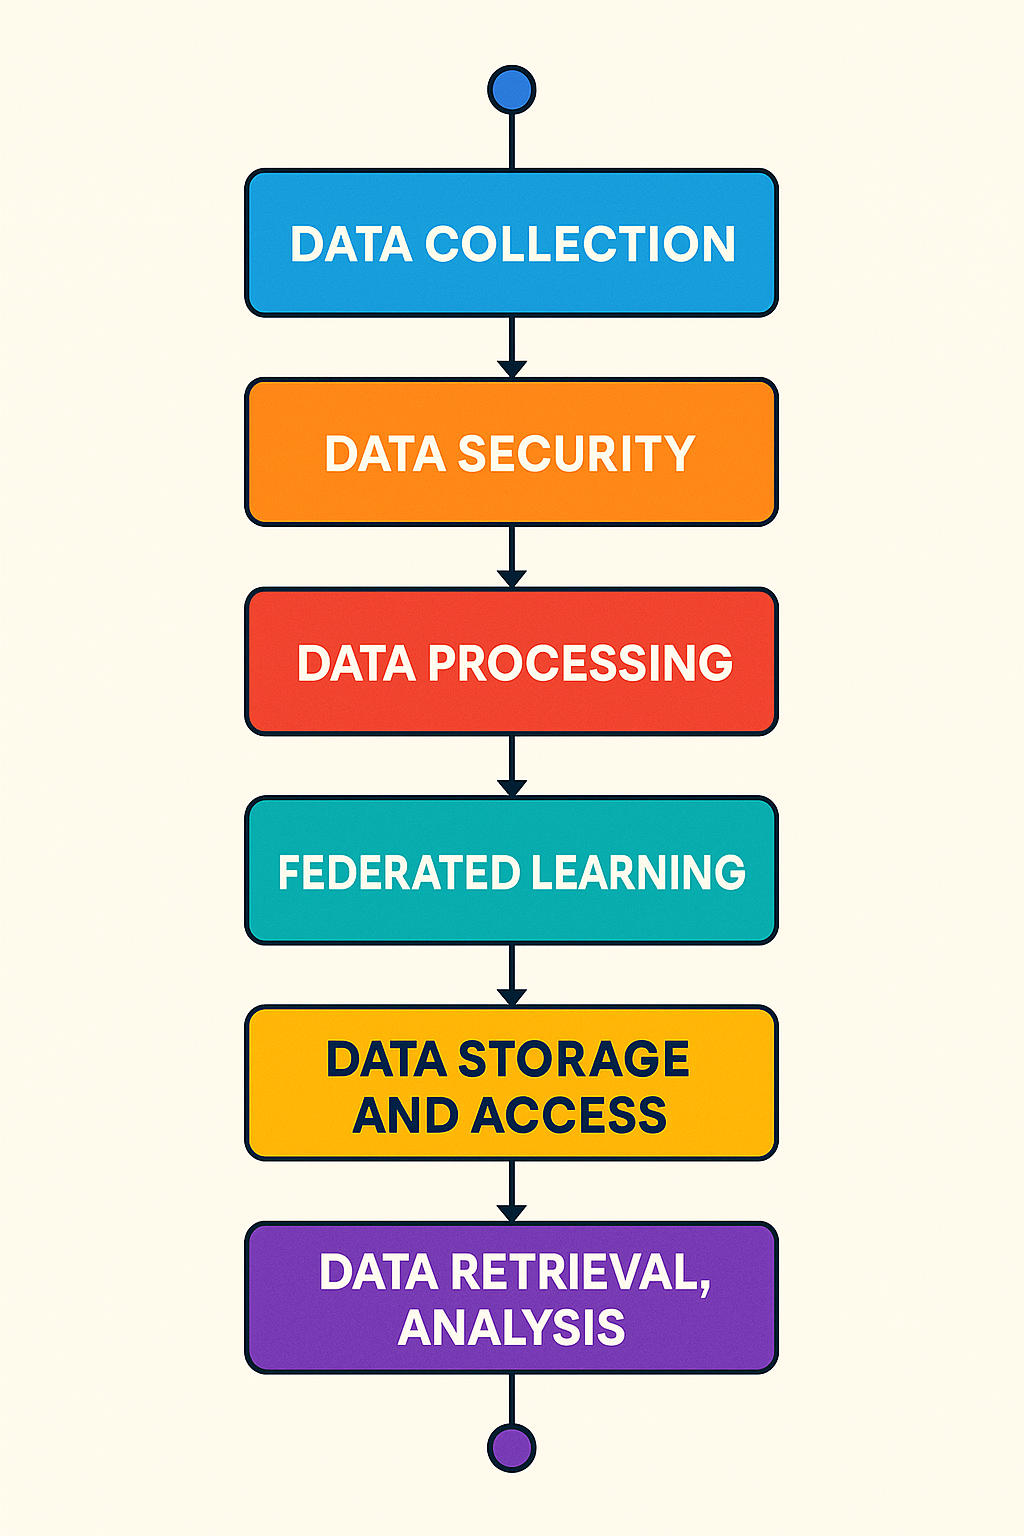 DATA COLLECTION
DATA SECURITY
DATA PROCESSING
FEDERATED LEARNING
DATA STORAGE
AND ACCESS
DATA RETRIEVAL,
ANALYSIS